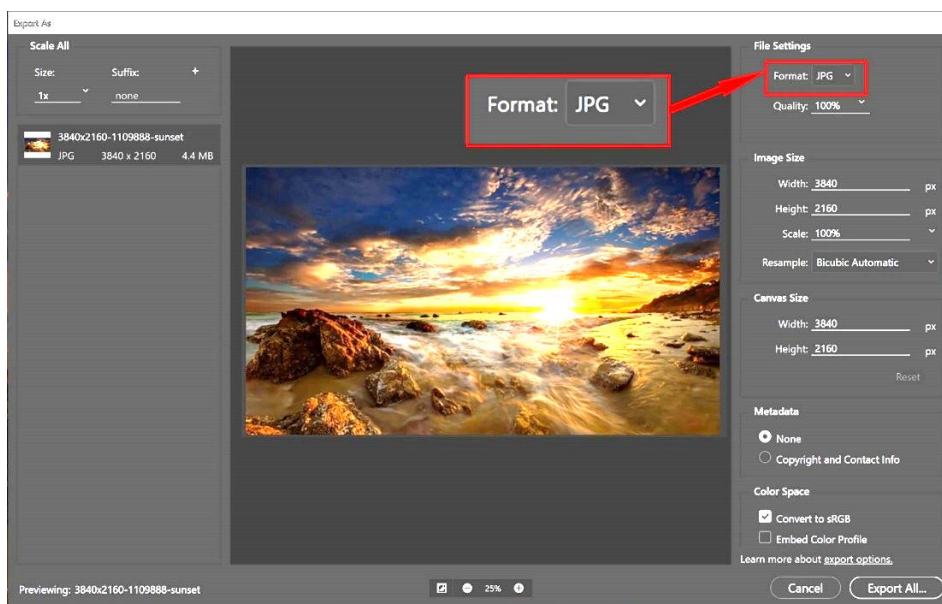 Export As
Scale All
Size: Suffix: +
1x none
3840x2160-1109888-sunset
JPG 3840 x 2160 4.4 MB
Format: JPG
File Settings
Format: JPG
Quality: 100%
Image Size
Width: 3840 px
Height: 2160 px
Scale: 100%
Resample: Bicubic Automatic
Canvas Size
Width: 3840 px
Height: 2160 px
Reset
Metadata
None
Copyright and Contact Info
Color Space
Convert to sRGB
Embed Color Profile
Learn more about export options.
Previewing: 3840x2160-1109888-sunset
25%
Cancel Export All...